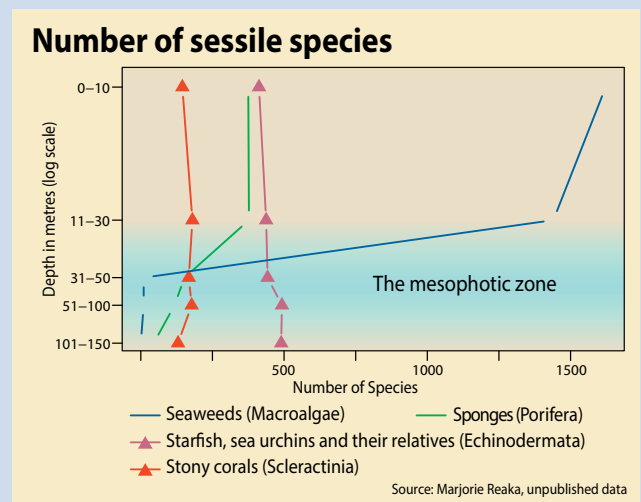 Number of sessile species
Depth in metres (log scale)
0–10
11–30
31–50
51–100
101–150
The mesophotic zone
500
1000
1500
Number of Species
Seaweeds (Macroalgae)
Sponges (Porifera)
Starfish, sea urchins and their relatives (Echinodermata)
Stony corals (Scleractinia)
Source: Marjorie Reaka, unpublished data